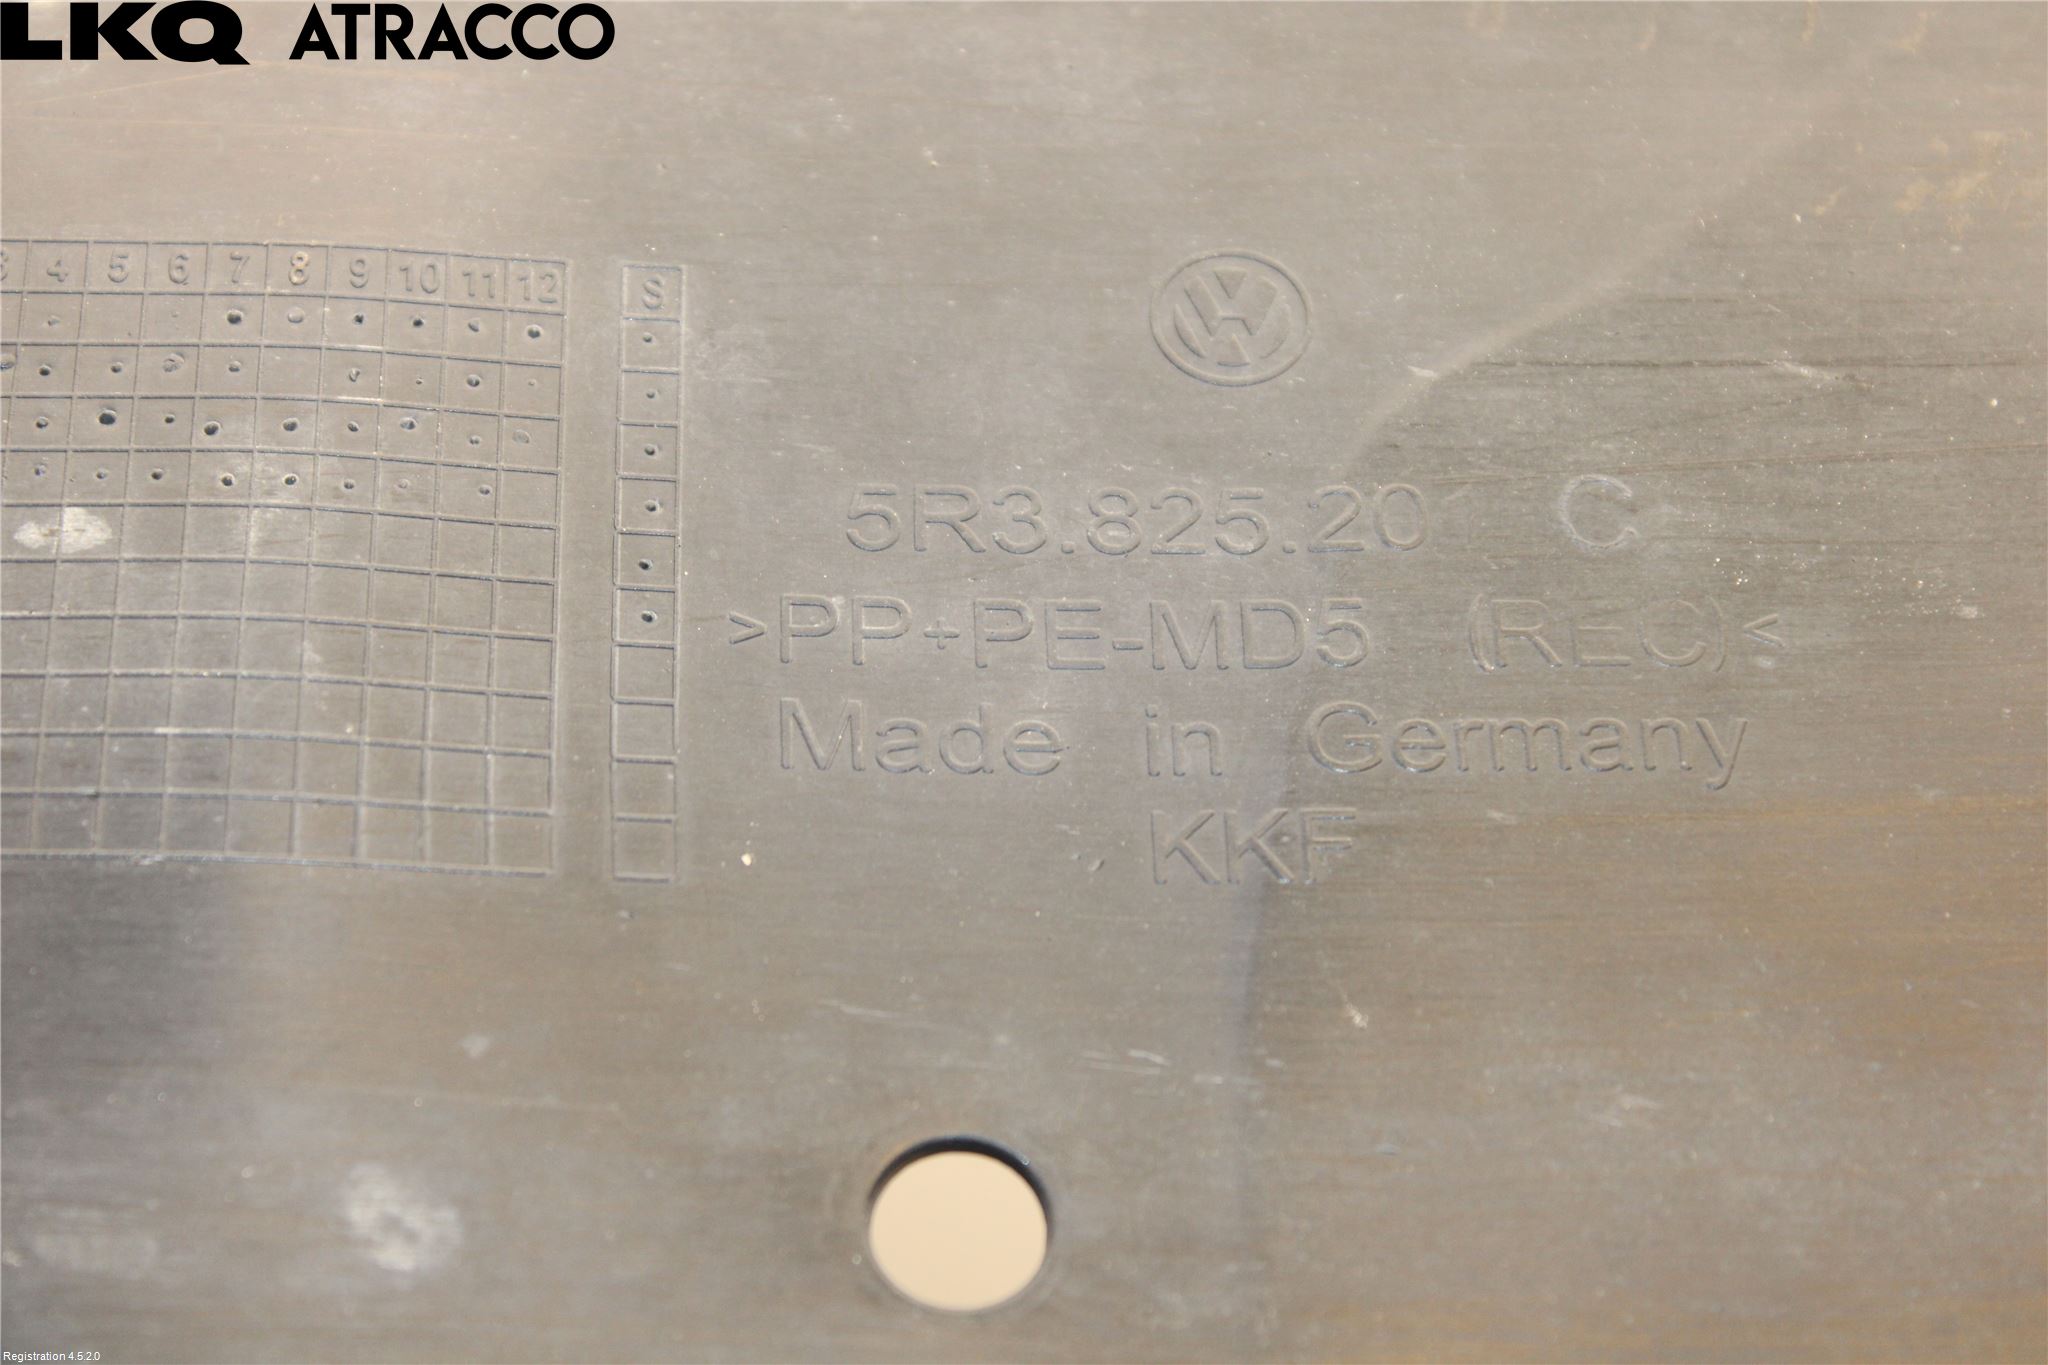 LKQ ATRACCO
4 5 6 7 8 9 10 11 12 S
5R3.825.20 C
>PP+PE-MD5 (REC)<
Made in Germany
KKF
Registration 4.5.2.0